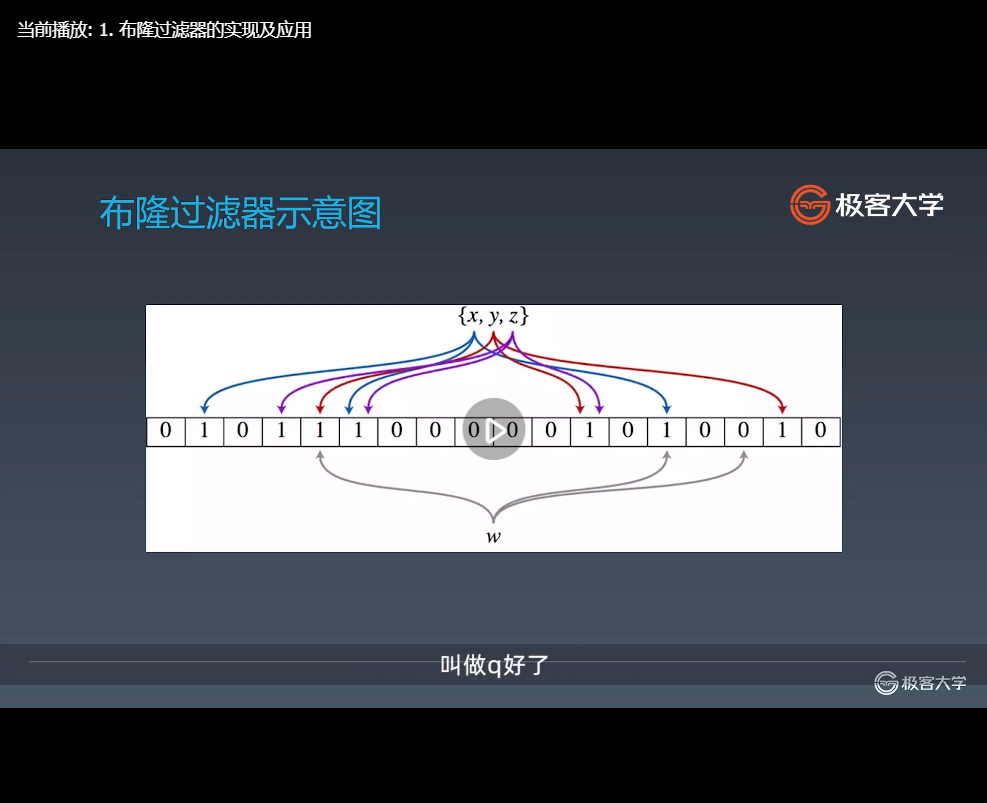 当前播放: 1. 布隆过滤器的实现及应用
布隆过滤器示意图
极客大学
{x, y, z}
0 1 0 1 1 1 0 0 0 0 0 1 0 1 0 0 1 0
w
叫做q好了
极客大学